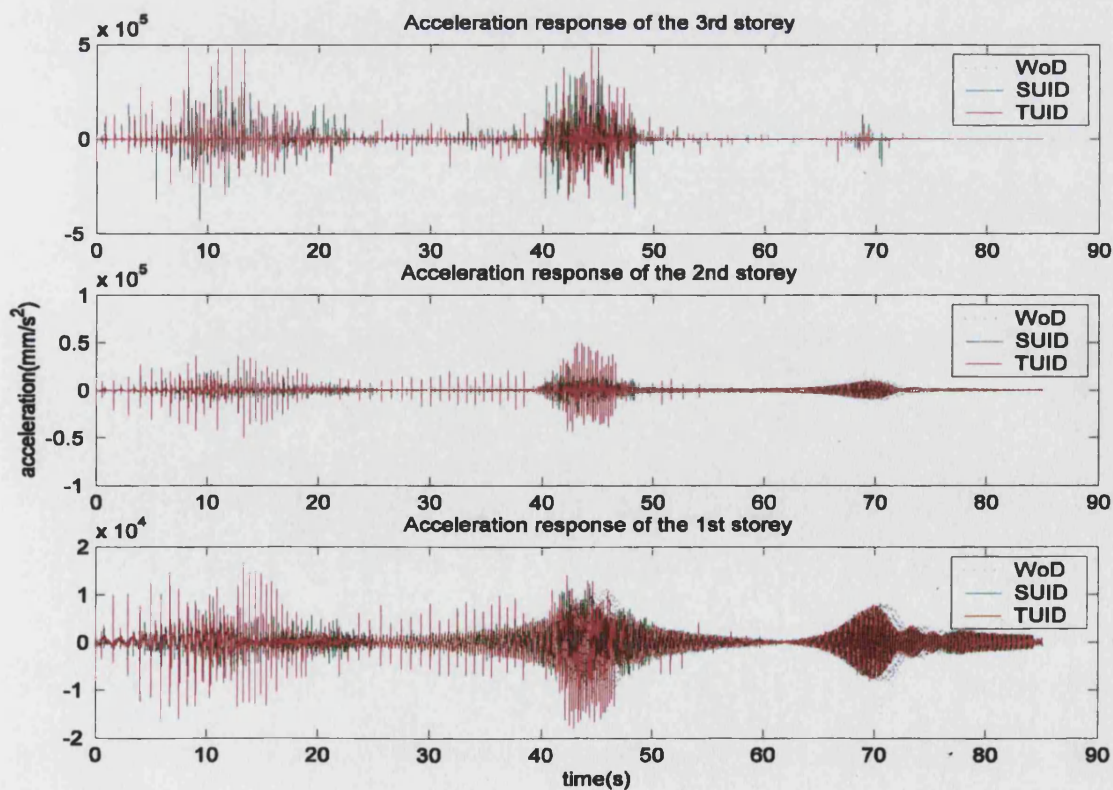 Acceleration response of the 3rd storey
x 10^5
5
0
-5
WoD
SUID
TUID
0 10 20 30 40 50 60 70 80 90
Acceleration response of the 2nd storey
x 10^5
1
0.5
0
-0.5
-1
WoD
SUID
TUID
0 10 20 30 40 50 60 70 80 90
acceleration(mm/s^2)
Acceleration response of the 1st storey
x 10^4
2
1
0
-1
-2
WoD
SUID
TUID
0 10 20 30 40 50 60 70 80 90
time(s)